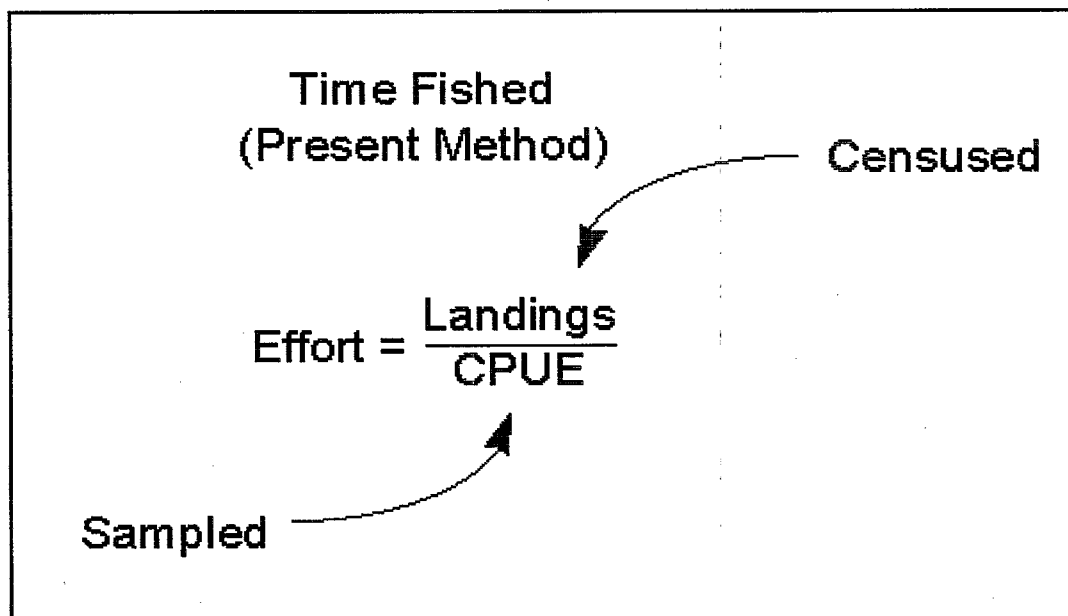 Time Fished
(Present Method)
Censused
Effort = Landings
CPUE
Sampled